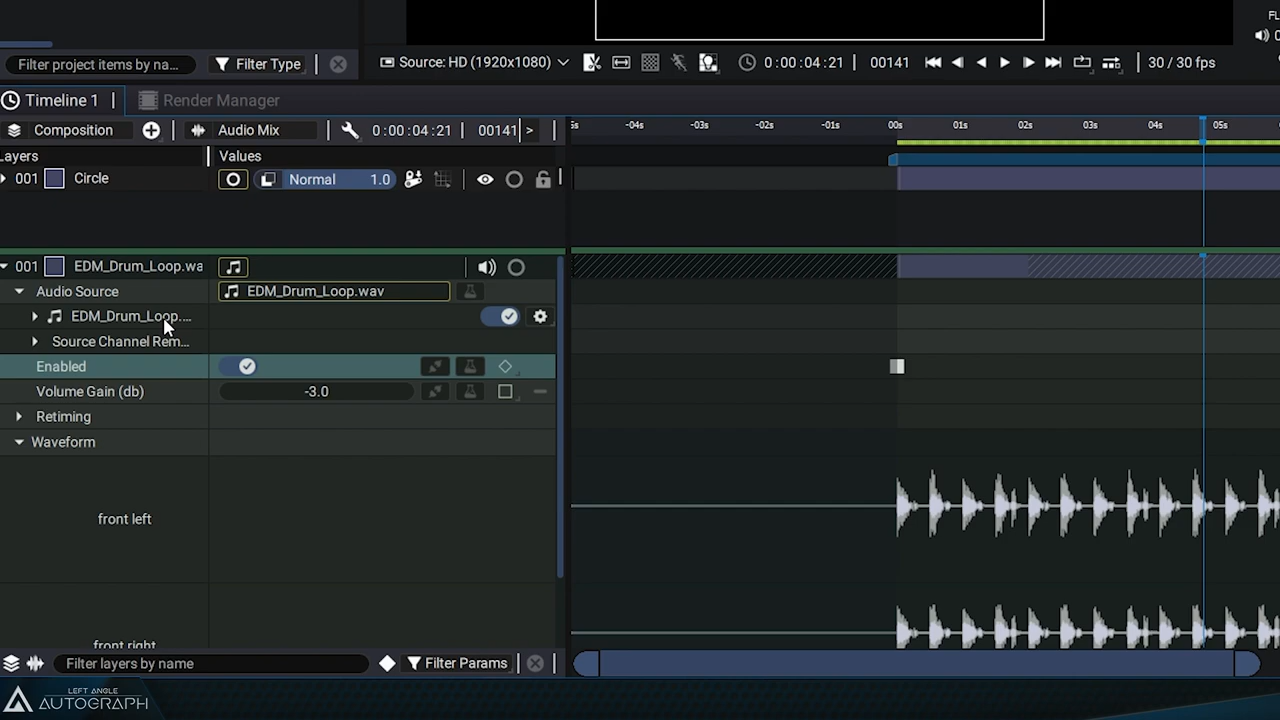 FL
Filter project items by na...
Filter Type
Source: HD (1920x1080)
0:00:04:21
00141
30 / 30 fps
Timeline 1
Render Manager
Composition
Audio Mix
0:00:04:21
00141
-04s
-03s
-02s
-01s
00s
01s
02s
03s
04s
05s
Layers
Values
001
Circle
Normal
1.0
001
EDM_Drum_Loop.wa
Audio Source
EDM_Drum_Loop.wav
EDM_Drum_Loop....
Source Channel Rem...
Enabled
Volume Gain (db)
-3.0
Retiming
Waveform
front left
front right
Filter layers by name
Filter Params
LEFT ANGLE
AUTOGRAPH